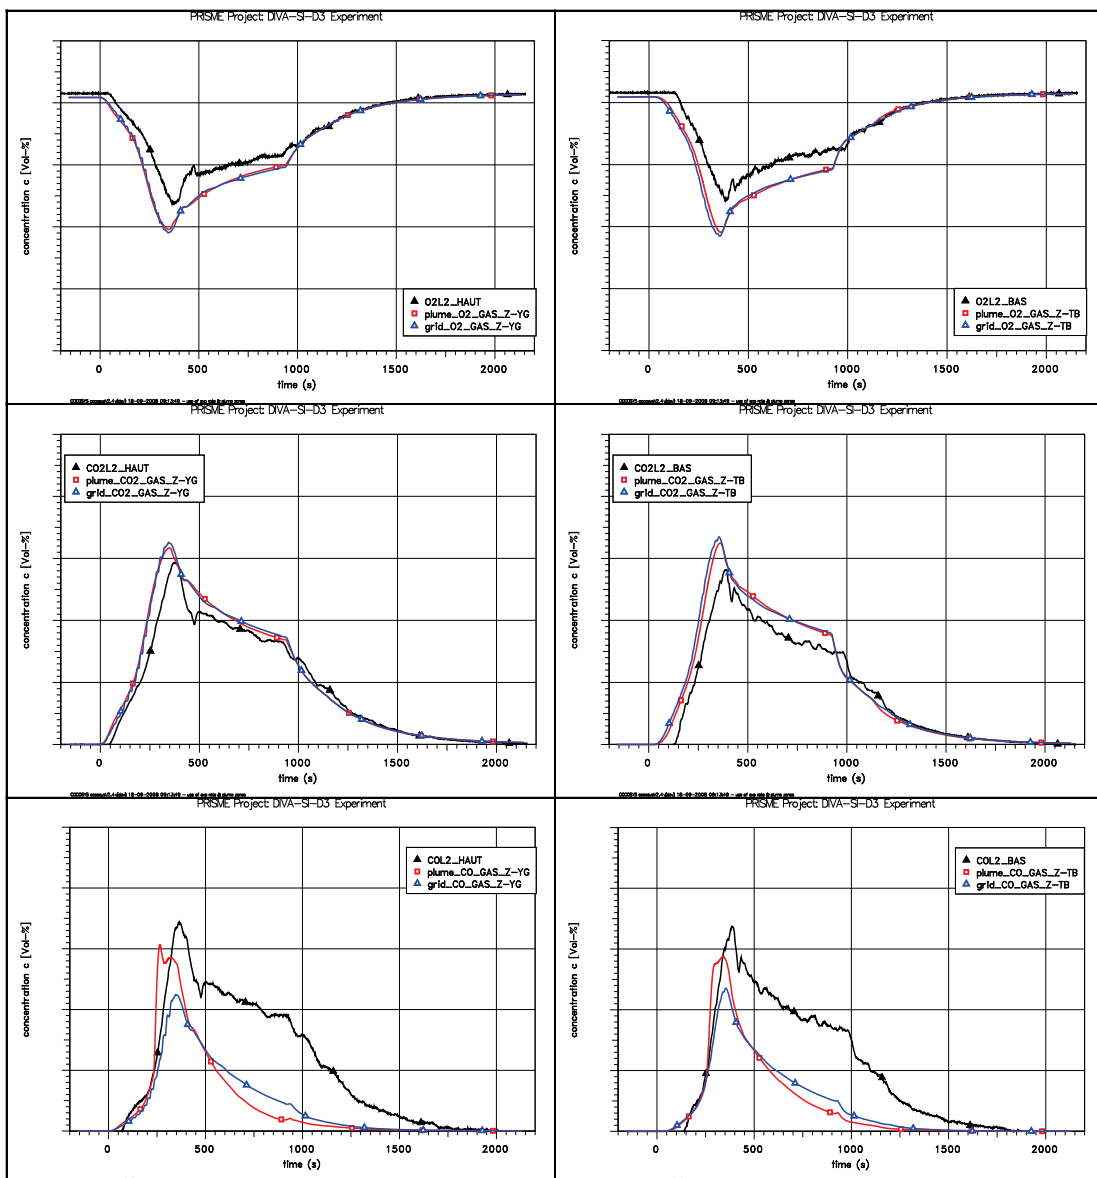 PRISME Project: DIVA-SI-D3 Experiment
concentration c [Vol-%]
O2L2_HAUT
plume_O2_GAS_Z-YG
grid_O2_GAS_Z-YG
0 500 1000 1500 2000
time (s)
PRISME Project: DIVA-SI-D3 Experiment
concentration c [Vol-%]
O2L2_BAS
plume_O2_GAS_Z-TB
grid_O2_GAS_Z-TB
0 500 1000 1500 2000
time (s)
PRISME Project: DIVA-SI-D3 Experiment
concentration c [Vol-%]
CO2L2_HAUT
plume_CO2_GAS_Z-YG
grid_CO2_GAS_Z-YG
0 500 1000 1500 2000
time (s)
PRISME Project: DIVA-SI-D3 Experiment
concentration c [Vol-%]
CO2L2_BAS
plume_CO2_GAS_Z-TB
grid_CO2_GAS_Z-TB
0 500 1000 1500 2000
time (s)
PRISME Project: DIVA-SI-D3 Experiment
concentration c [Vol-%]
COL2_HAUT
plume_CO_GAS_Z-YG
grid_CO_GAS_Z-YG
0 500 1000 1500 2000
time (s)
PRISME Project: DIVA-SI-D3 Experiment
concentration c [Vol-%]
COL2_BAS
plume_CO_GAS_Z-TB
grid_CO_GAS_Z-TB
0 500 1000 1500 2000
time (s)